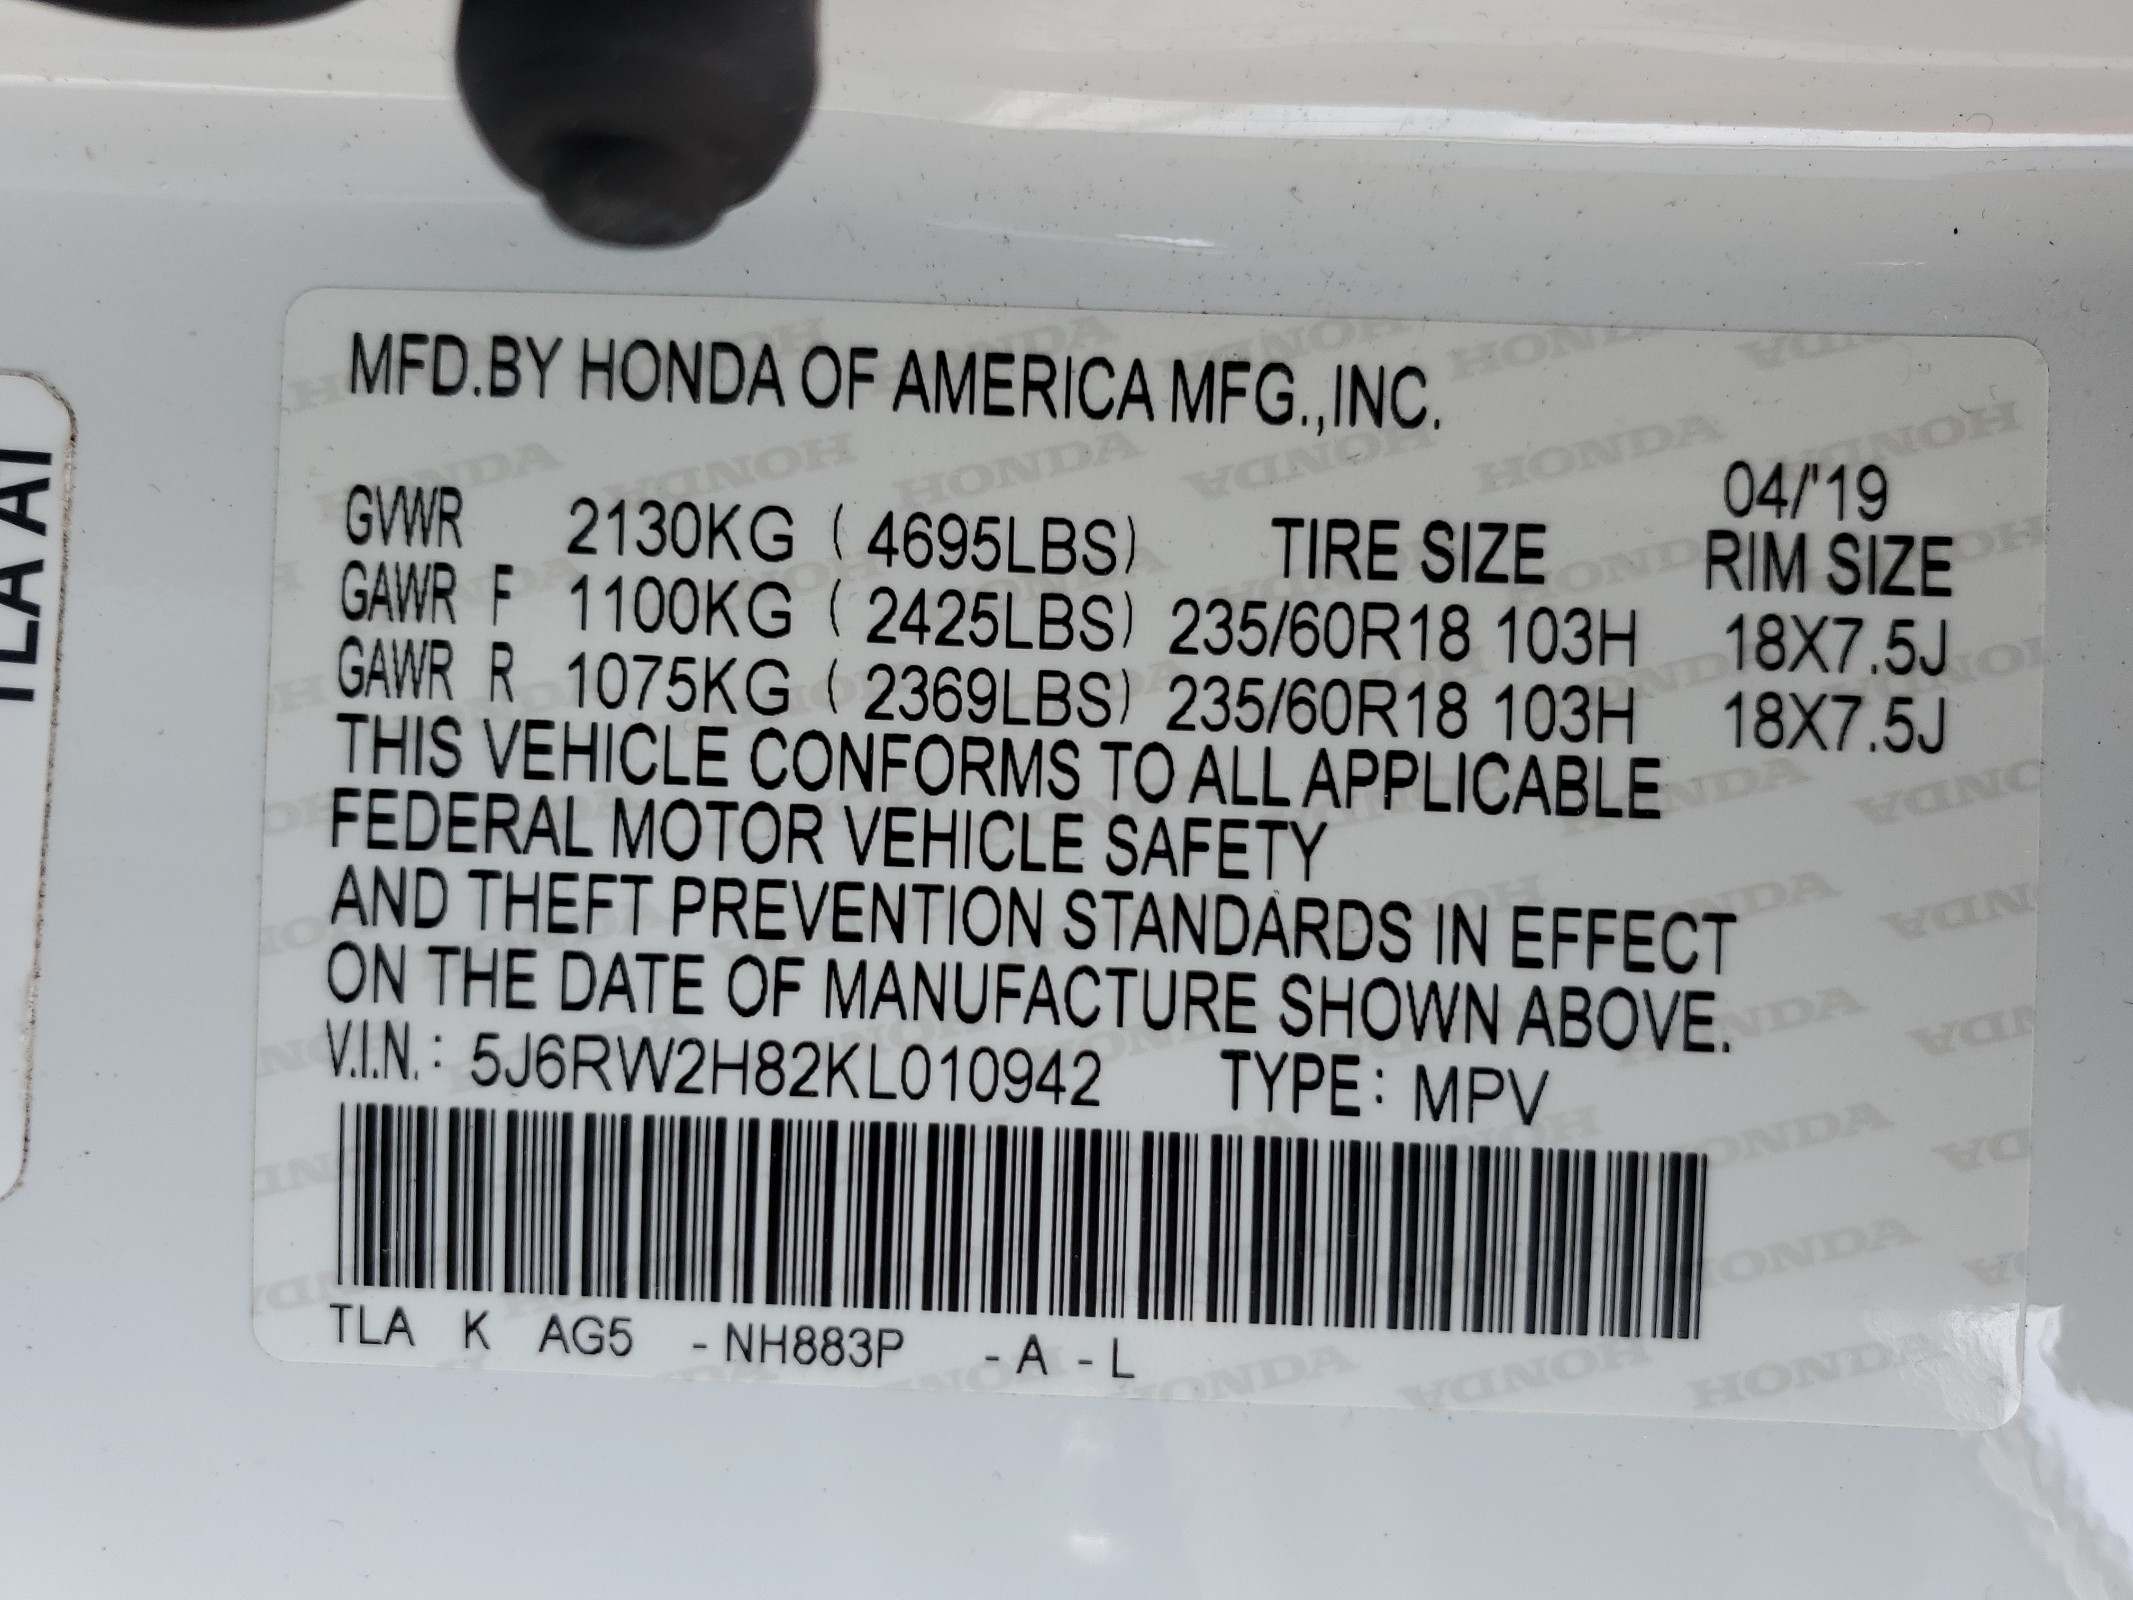 MFD.BY HONDA OF AMERICA MFG.,INC.
04/'19
GVWR 2130KG ( 4695LBS) TIRE SIZE RIM SIZE
GAWR F 1100KG ( 2425LBS) 235/60R18 103H 18X7.5J
GAWR R 1075KG ( 2369LBS) 235/60R18 103H 18X7.5J
THIS VEHICLE CONFORMS TO ALL APPLICABLE
FEDERAL MOTOR VEHICLE SAFETY
AND THEFT PREVENTION STANDARDS IN EFFECT
ON THE DATE OF MANUFACTURE SHOWN ABOVE.
V.I.N.: 5J6RW2H82KL010942 TYPE: MPV
TLA K AG5 -NH883P -A -L
TLA